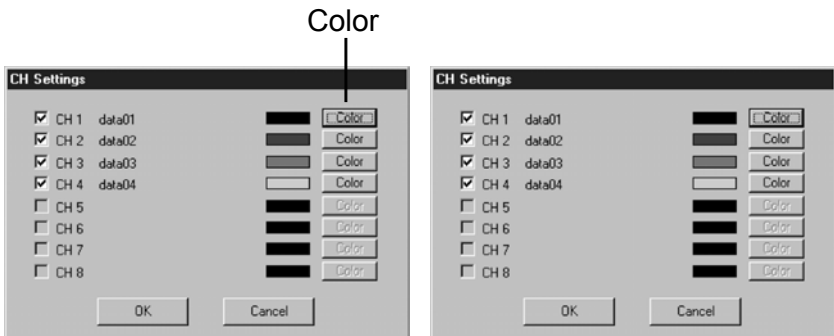 Color
CH Settings
CH 1 data01 Color
CH 2 data02 Color
CH 3 data03 Color
CH 4 data04 Color
CH 5 Color
CH 6 Color
CH 7 Color
CH 8 Color
OK Cancel
CH Settings
CH 1 data01 Color
CH 2 data02 Color
CH 3 data03 Color
CH 4 data04 Color
CH 5 Color
CH 6 Color
CH 7 Color
CH 8 Color
OK Cancel